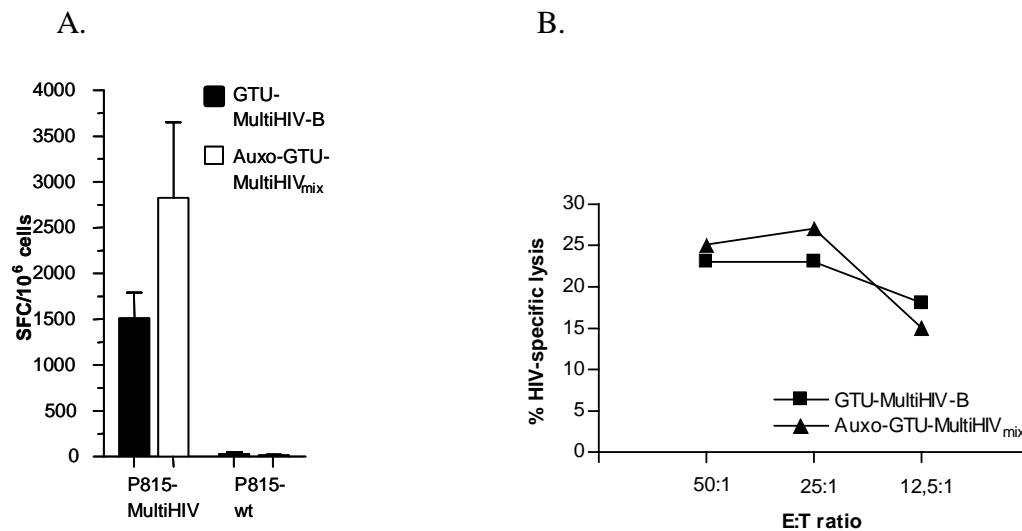 A.
4000
3500
3000
2500
2000
1500
1000
500
0
SFC/10⁶ cells
GTU-
MultiHIV-B
Auxo-GTU-
MultiHIVmix
P815-
MultiHIV
P815-
wt
B.
30
25
20
15
10
5
0
% HIV-specific lysis
GTU-MultiHIV-B
Auxo-GTU-MultiHIVmix
50:1
25:1
12,5:1
E:T ratio